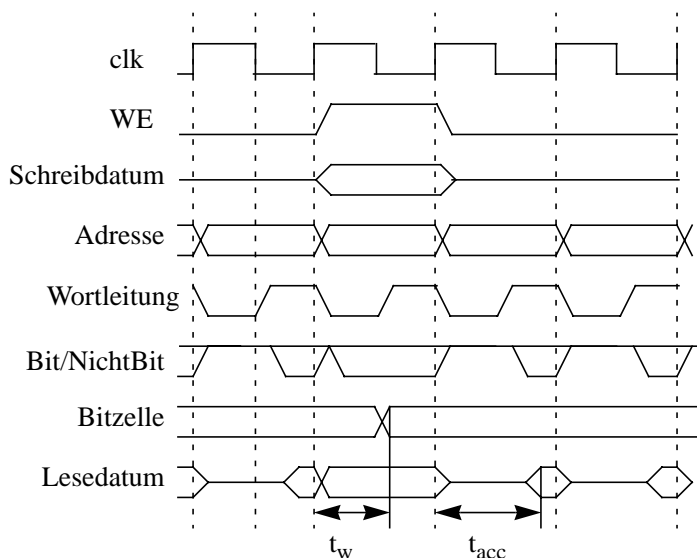 clk
WE
Schreibdatum
Adresse
Wortleitung
Bit/NichtBit
Bitzelle
Lesedatum
t_w t_acc